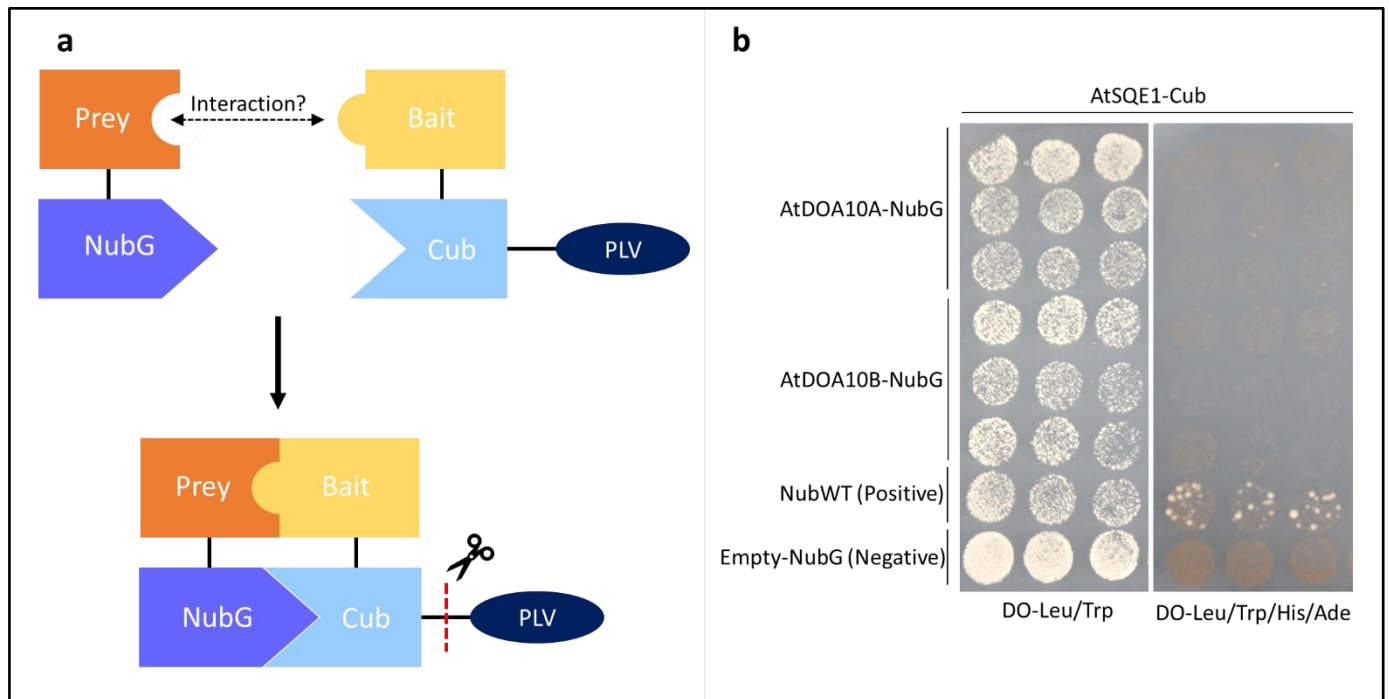 a
Prey
Interaction?
Bait
NubG
Cub
PLV
Prey
Bait
NubG
Cub
PLV
b
AtSQE1-Cub
AtDOA10A-NubG
AtDOA10B-NubG
NubWT (Positive)
Empty-NubG (Negative)
DO-Leu/Trp
DO-Leu/Trp/His/Ade